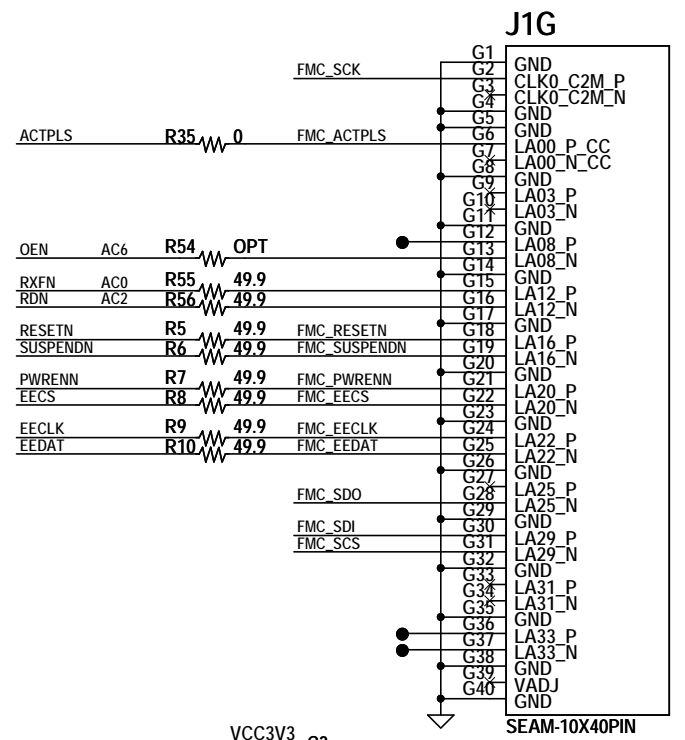 J1G
G1 GND
FMC_SCK G2 CLK0_C2M_P
G3 CLK0_C2M_N
G4 GND
G5 GND
ACTPLS R35 0 FMC_ACTPLS G6 LA00_P_CC
G7 LA00_N_CC
G8 GND
G9 LA03_P
G10 LA03_N
G11 GND
G12 LA08_P
OEN AC6 R54 OPT G13 LA08_N
G14 GND
RXFN AC0 R55 49.9 G15 LA12_P
RDN AC2 R56 49.9 G16 LA12_N
G17 GND
RESETN R5 49.9 FMC_RESETN G18 LA16_P
SUSPENDN R6 49.9 FMC_SUSPENDN G19 LA16_N
G20 GND
PWRENN R7 49.9 FMC_PWRENN G21 LA20_P
EECS R8 49.9 FMC_EECS G22 LA20_N
G23 GND
EECLK R9 49.9 FMC_EECLK G24 LA22_P
EEDAT R10 49.9 FMC_EEDAT G25 LA22_N
G26 GND
G27 LA25_P
FMC_SDO G28 LA25_N
G29 GND
FMC_SDI G30 LA29_P
FMC_SCS G31 LA29_N
G32 GND
G33 LA31_P
G34 LA31_N
G35 GND
G36 LA33_P
G37 LA33_N
G38 GND
G39 VADJ
G40 GND
SEAM-10X40PIN
VCC3V3